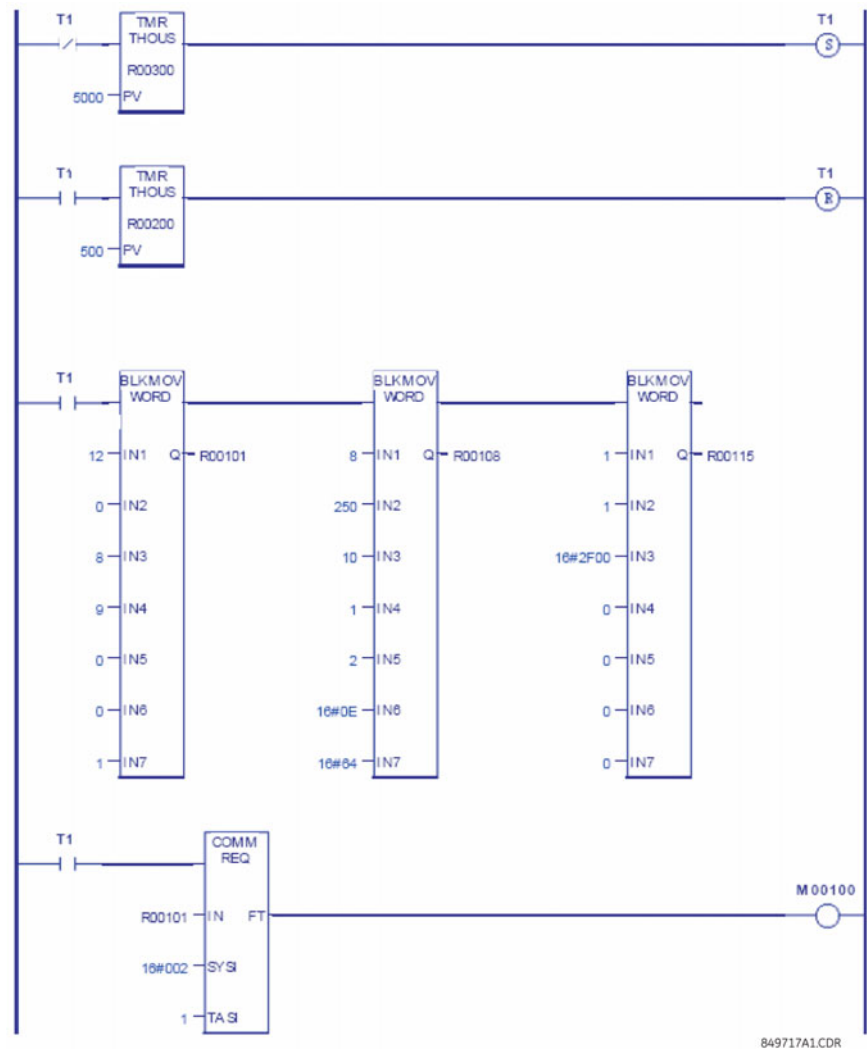 T1
T1
TMR
THOUS
R00300
S
5000
PV
T1
T1
TMR
THOUS
R00200
R
500
PV
T1
BLKMOV
WORD
BLKMOV
WORD
BLKMOV
WORD
12 IN1 Q R00101
8 IN1 Q R00108
1 IN1 Q R00115
0 IN2
250 IN2
1 IN2
8 IN3
10 IN3
16#2F00 IN3
9 IN4
1 IN4
0 IN4
0 IN5
2 IN5
0 IN5
0 IN6
16#0E IN6
0 IN6
1 IN7
16#64 IN7
0 IN7
T1
COMM
REQ
M00100
R00101 IN FT
16#002 SYSI
1 TASI
849717A1.CDR